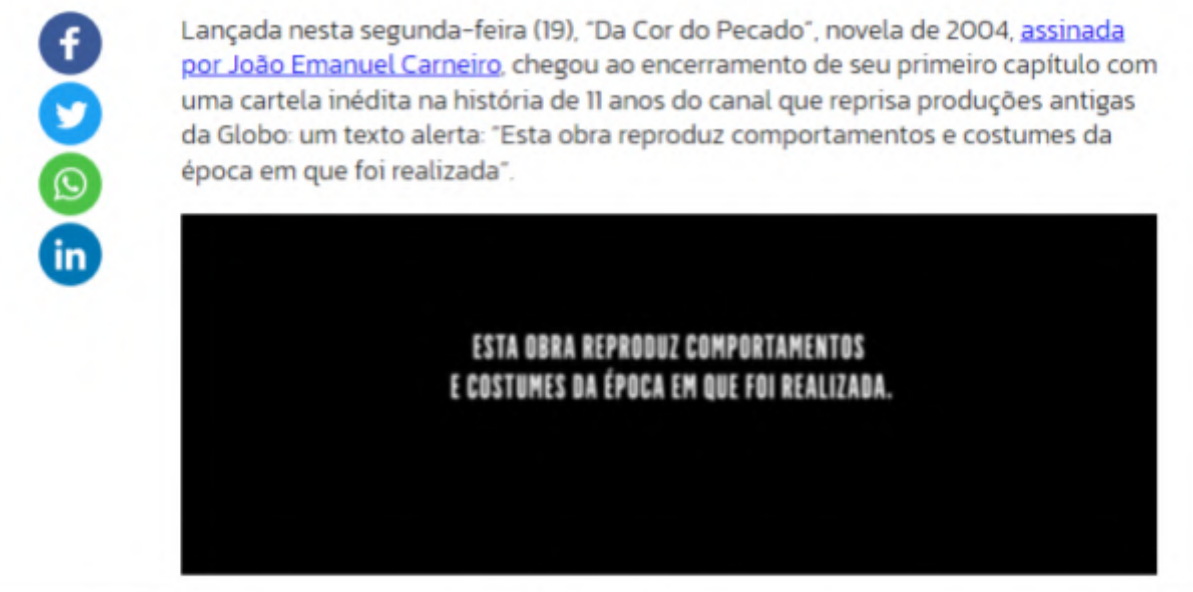 Lançada nesta segunda-feira (19), "Da Cor do Pecado", novela de 2004, assinada
por João Emanuel Carneiro, chegou ao encerramento de seu primeiro capítulo com
uma cartela inédita na história de 11 anos do canal que reprisa produções antigas
da Globo: um texto alerta: "Esta obra reproduz comportamentos e costumes da
época em que foi realizada".
ESTA OBRA REPRODUZ COMPORTAMENTOS
E COSTUMES DA ÉPOCA EM QUE FOI REALIZADA.